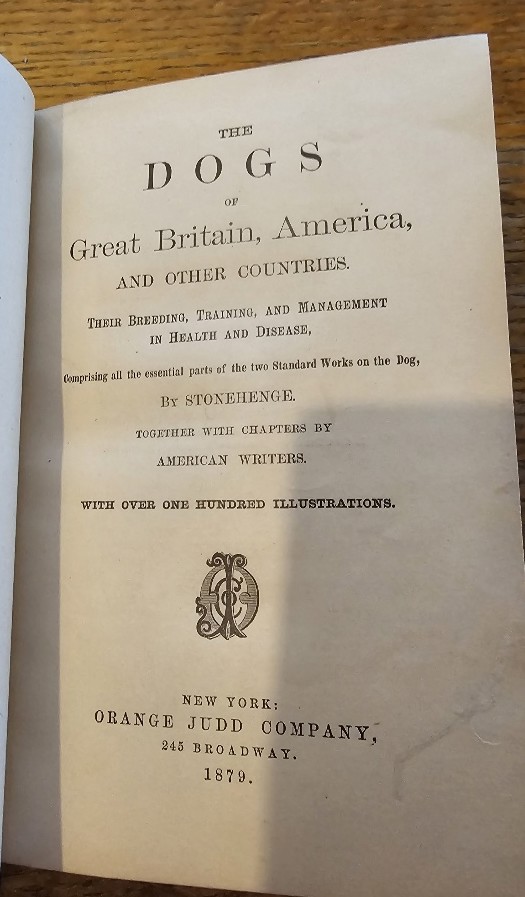 THE
DOGS
OF
Great Britain, America,
AND OTHER COUNTRIES.
THEIR BREEDING, TRAINING, AND MANAGEMENT
IN HEALTH AND DISEASE,
Comprising all the essential parts of the two Standard Works on the Dog,
BY STONEHENGE.
TOGETHER WITH CHAPTERS BY
AMERICAN WRITERS.
WITH OVER ONE HUNDRED ILLUSTRATIONS.
NEW YORK:
ORANGE JUDD COMPANY,
245 BROADWAY.
1879.